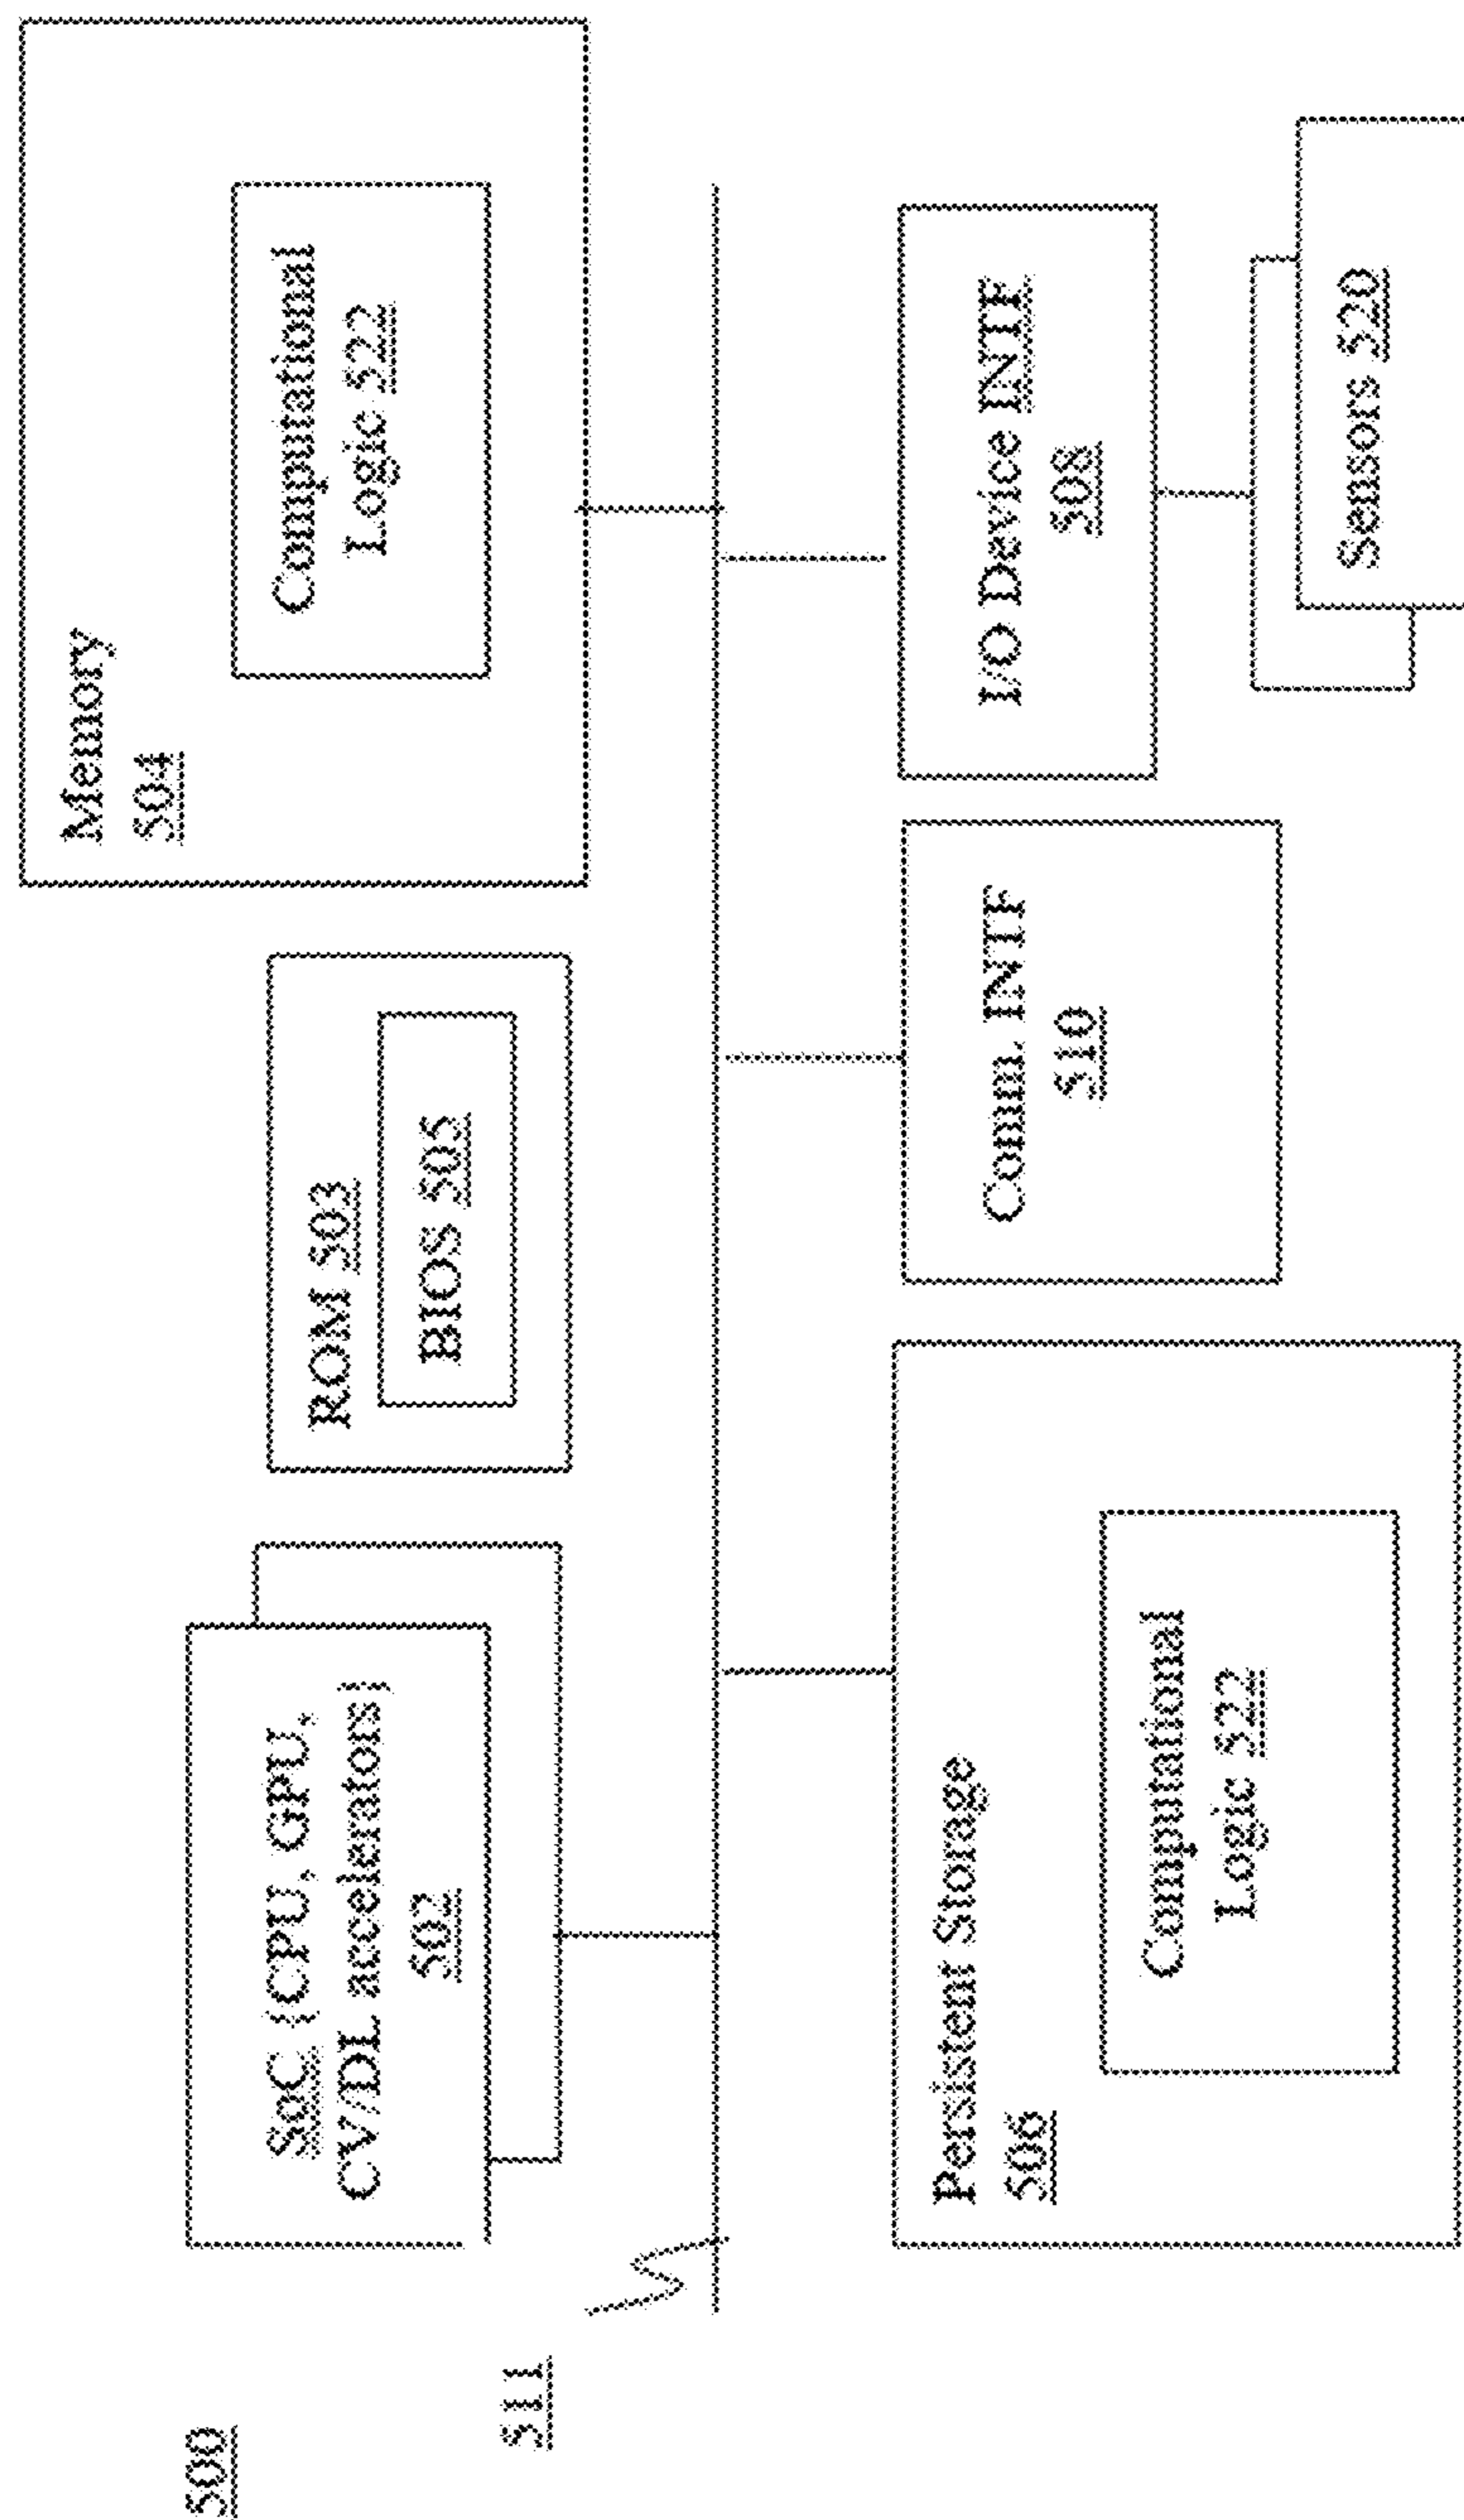 500
511
SoC (CPU, GPU,
CV/DL accelerators)
502
ROM 503
BIOS 505
Memory
504
Computational
Logic 522
Persistent Storage
506
Computational
Logic 522
Comm. INTF
510
I/O Device INTF
508
Sensors 520